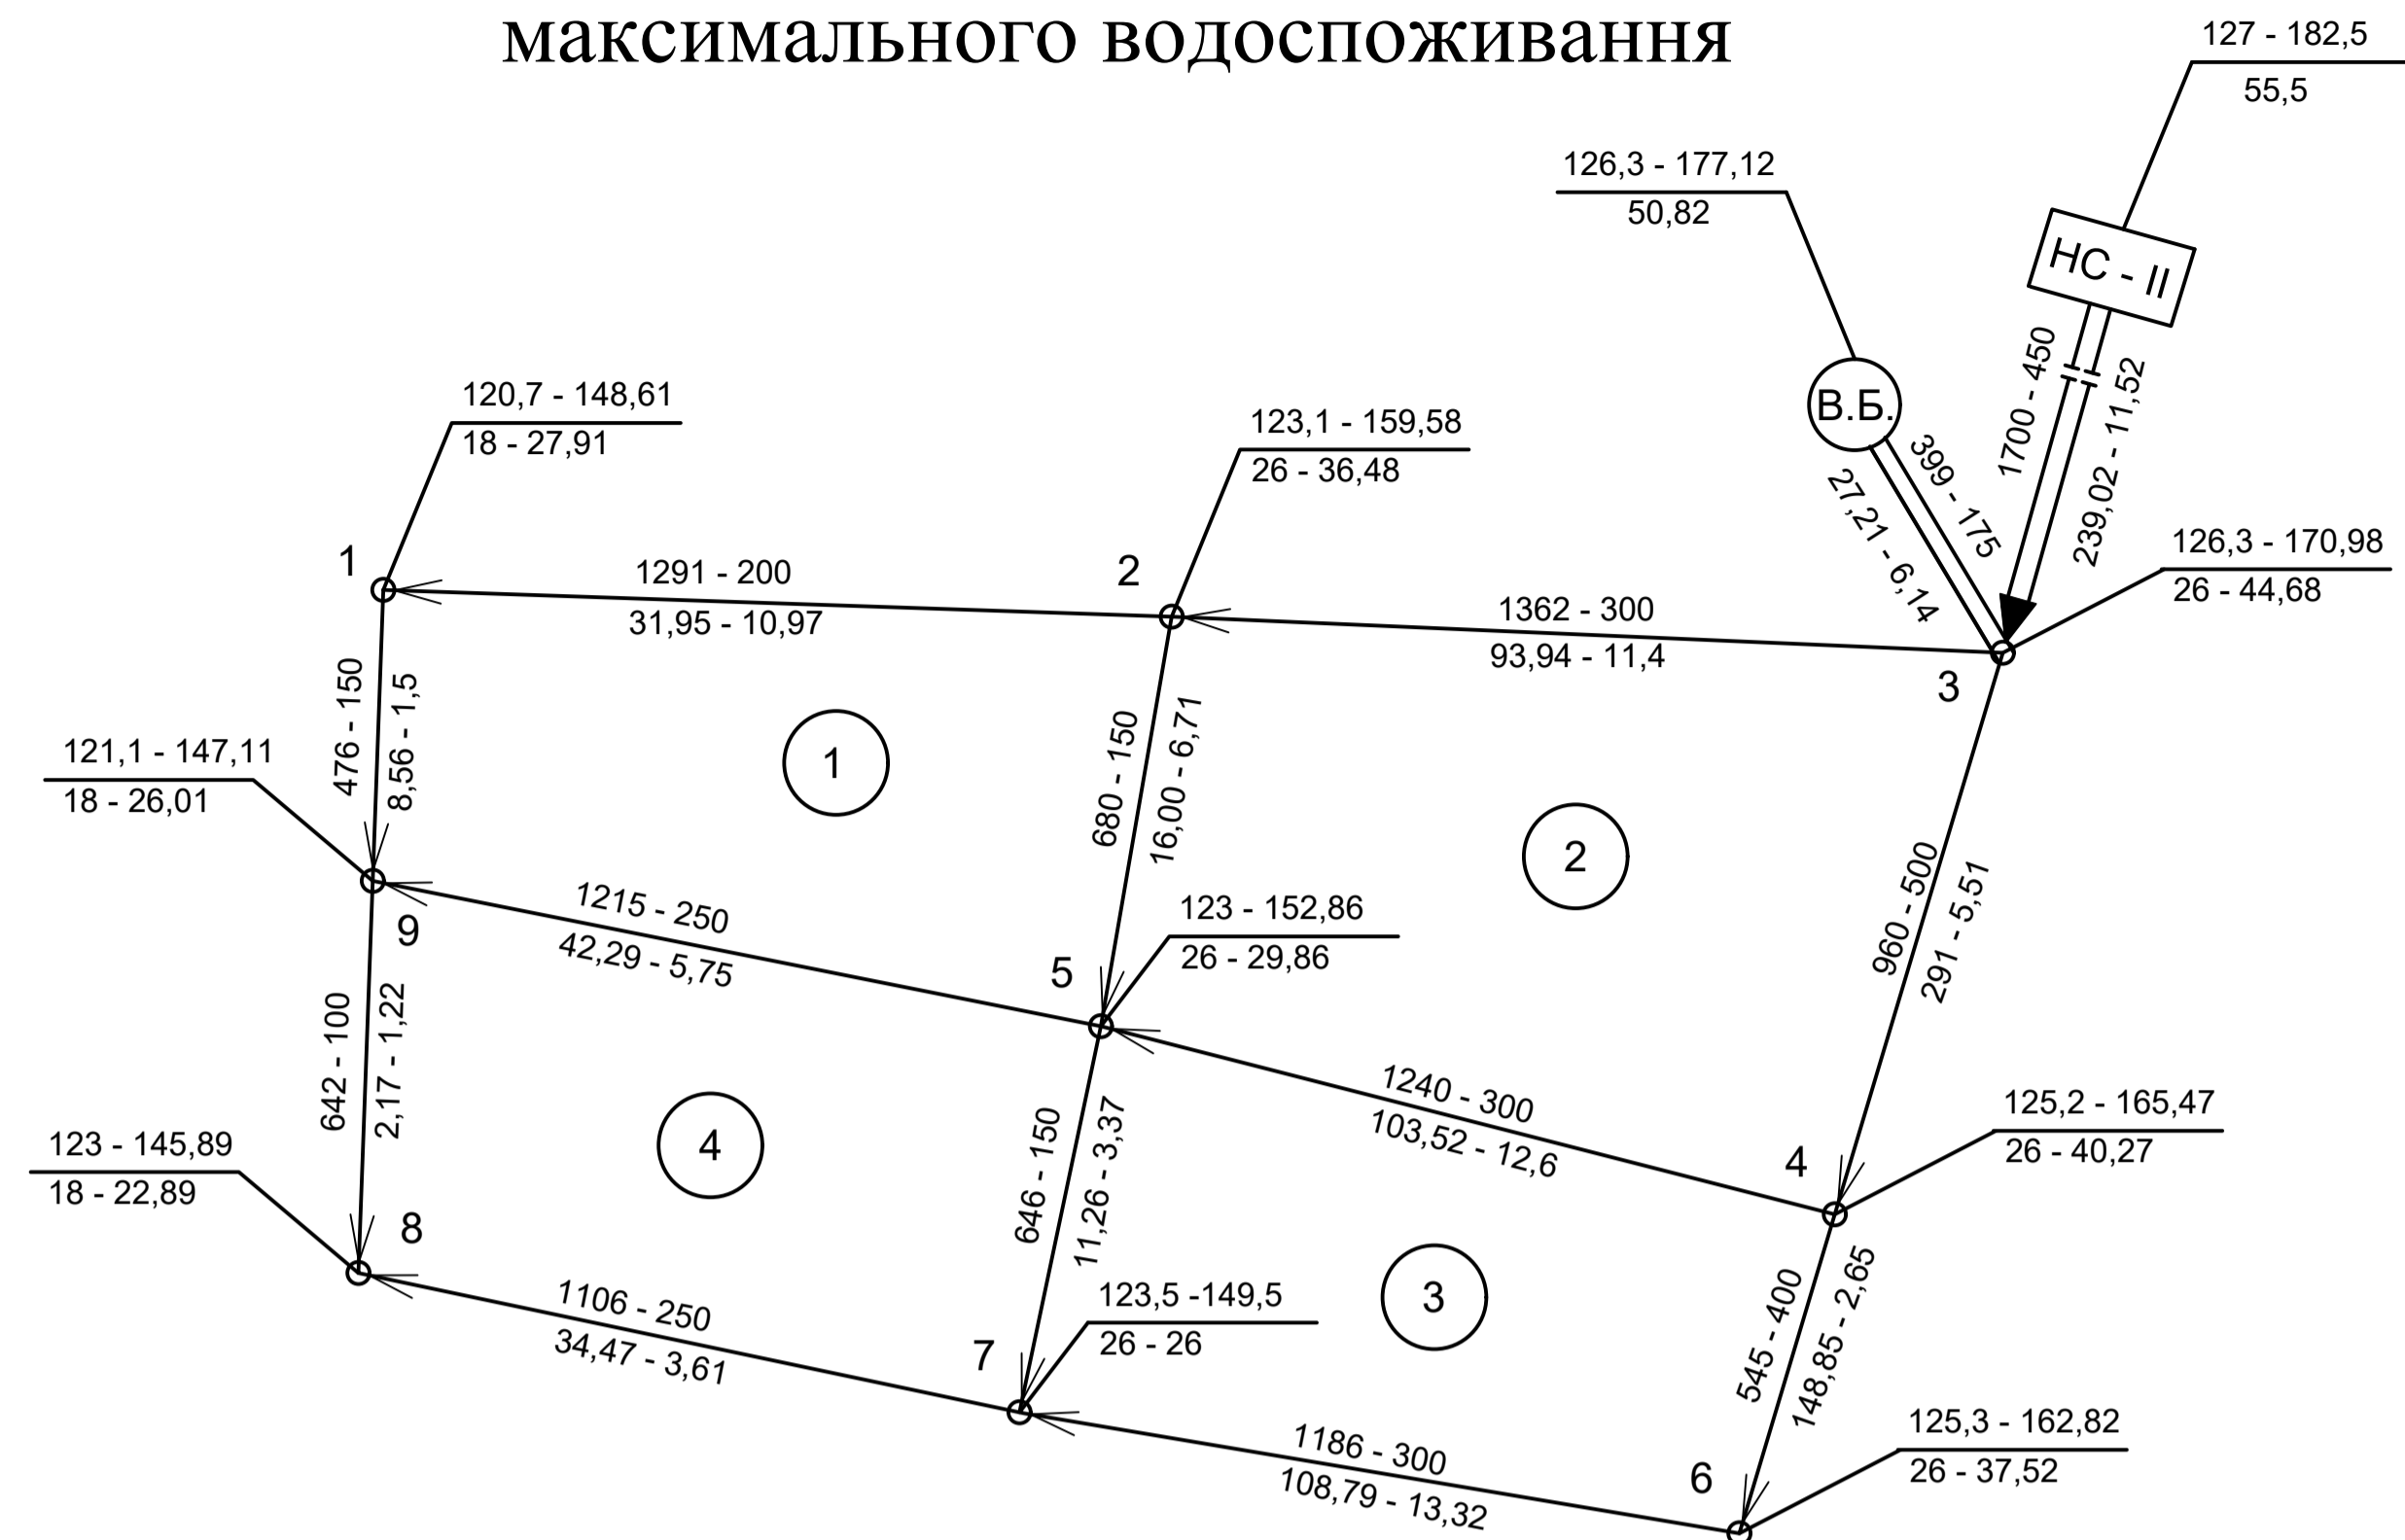 максимального водоспоживання
127 - 182,5
55,5
126,3 - 177,12
50,82
НС - II
В.Б.
1700 - 450
239,02 - 11,52
399 - 175
27,21 - 6,14
120,7 - 148,61
18 - 27,91
123,1 - 159,58
26 - 36,48
126,3 - 170,98
26 - 44,68
1
1291 - 200
31,95 - 10,97
2
1362 - 300
93,94 - 11,4
3
476 - 150
8,56 - 1,5
1
680 - 150
16,00 - 6,71
2
121,1 - 147,11
18 - 26,01
960 - 500
291 - 5,51
9
1215 - 250
42,29 - 5,75
5
123 - 152,86
26 - 29,86
642 - 100
2,17 - 1,22
4
1240 - 300
103,52 - 12,6
125,2 - 165,47
26 - 40,27
4
123 - 145,89
18 - 22,89
8
646 - 150
11,26 - 3,37
3
545 - 400
148,85 - 2,65
1106 - 250
34,47 - 3,61
7
123,5 -149,5
26 - 26
1186 - 300
108,79 - 13,32
6
125,3 - 162,82
26 - 37,52